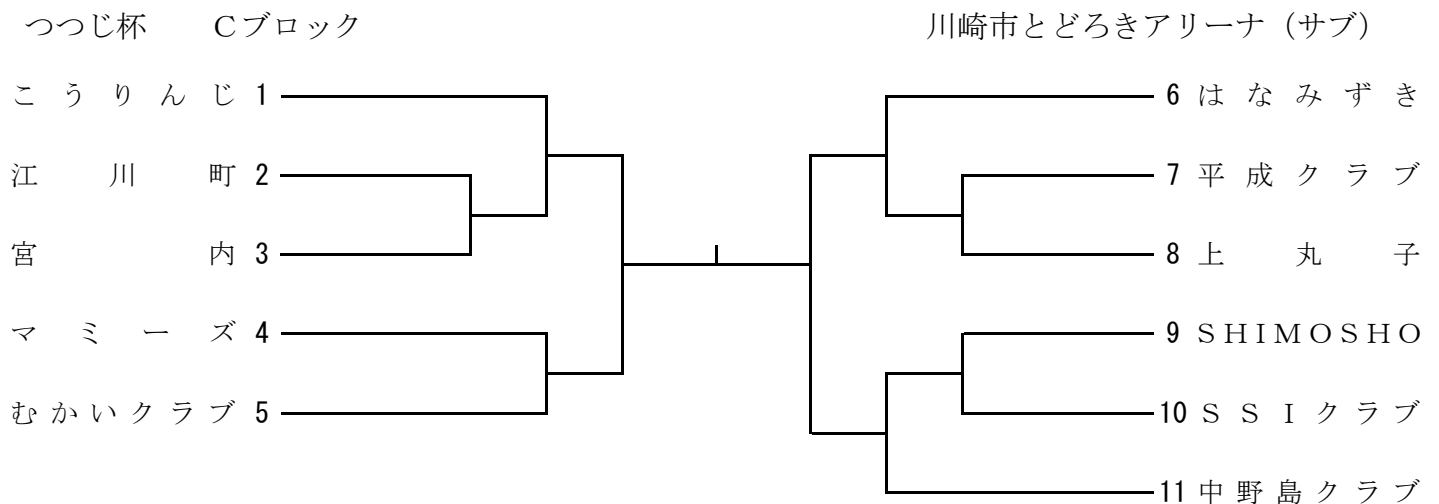 つつじ杯　Cブロック
川崎市とどろきアリーナ（サブ）
こうりんじ 1
江川町 2
宮内 3
マミーズ 4
むかいクラブ 5
6 はなみずき
7 平成クラブ
8 上丸子
9 SHIMOSHO
10 SSIクラブ
11 中野島クラブ